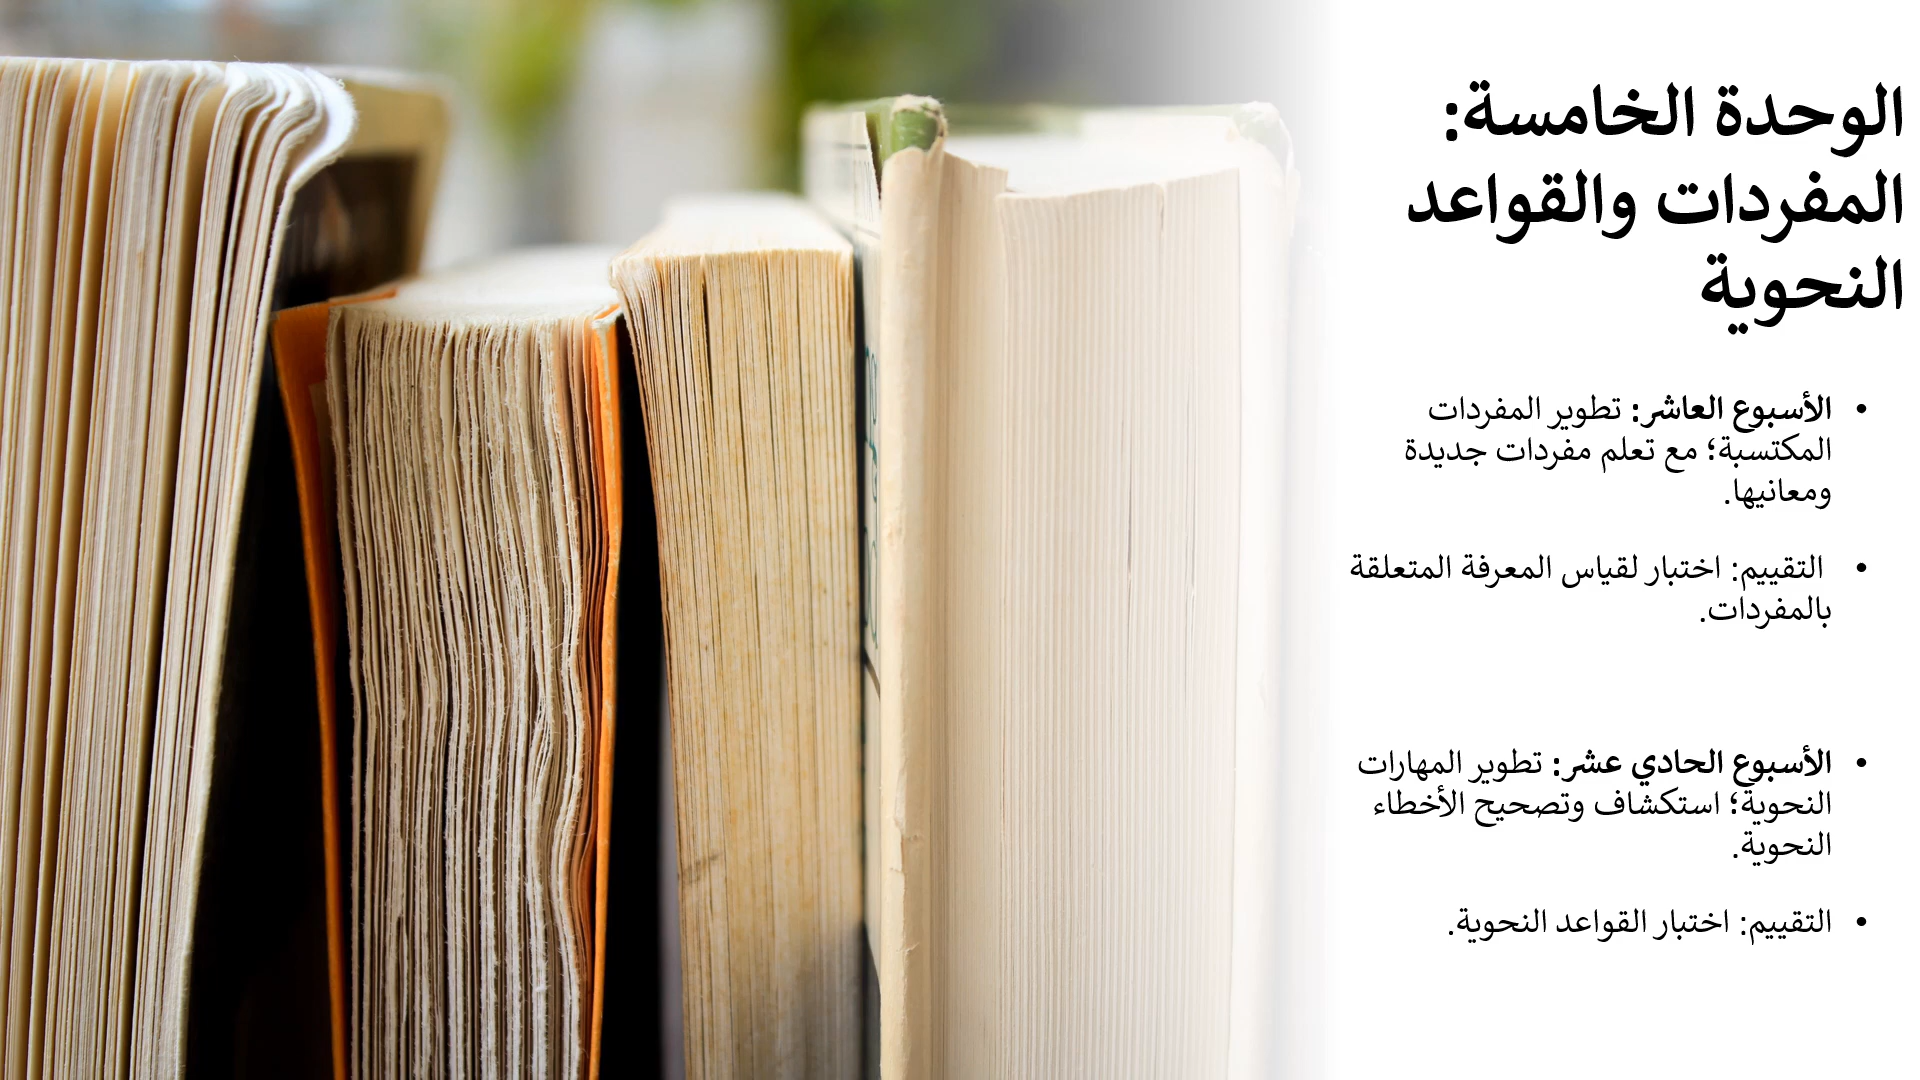 الوحدة الخامسة:
المفردات والقواعد
النحوية
• الأسبوع العاشر: تطوير المفردات
المكتسبة؛ مع تعلم مفردات جديدة
ومعانيها.
• التقييم: اختبار لقياس المعرفة المتعلقة
بالمفردات.
• الأسبوع الحادي عشر: تطوير المهارات
النحوية؛ استكشاف وتصحيح الأخطاء
النحوية.
• التقييم: اختبار القواعد النحوية.